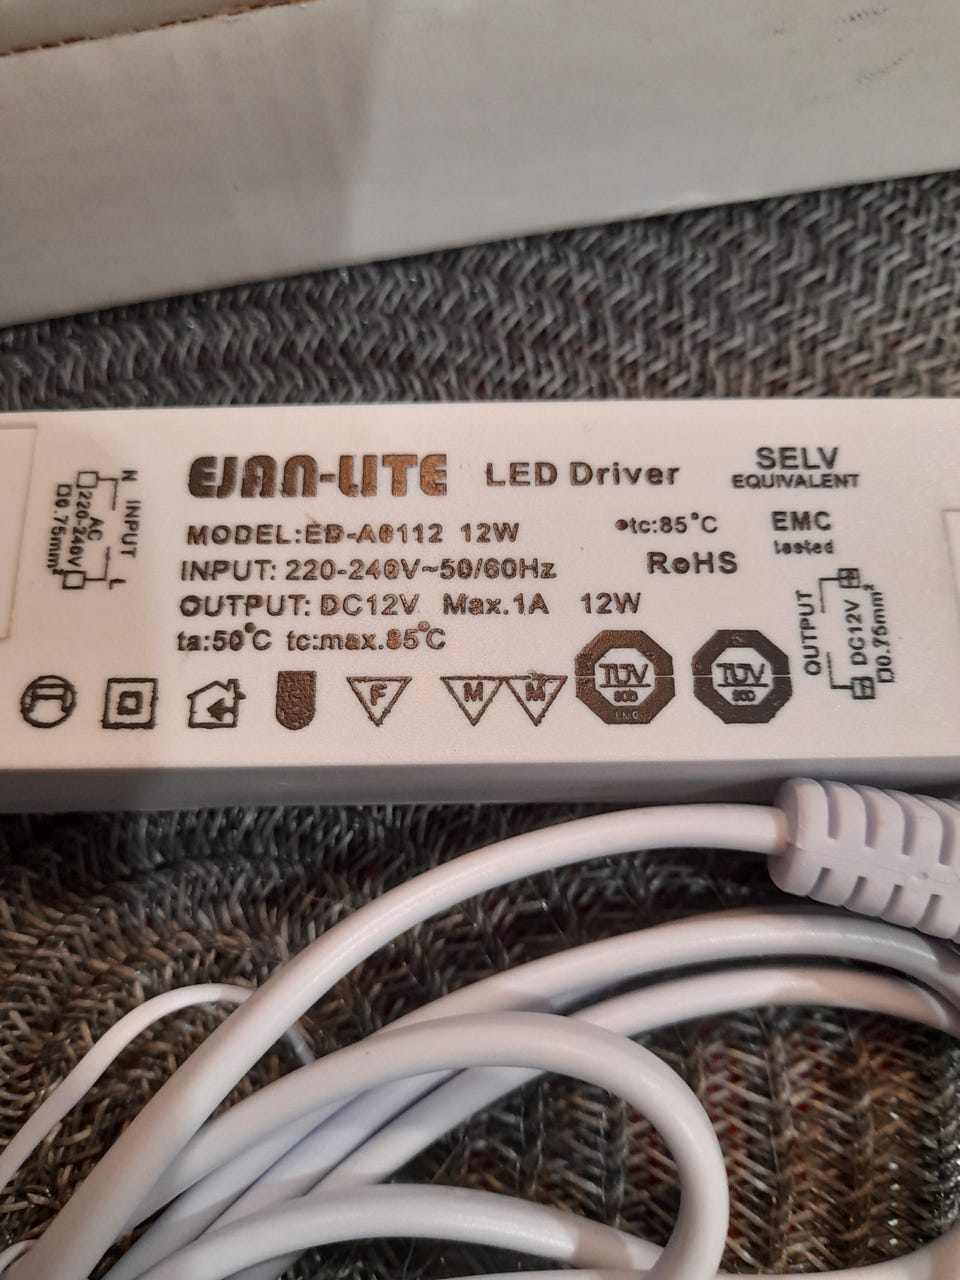 EJAN-LITE LED Driver
SELV
EQUIVALENT
MODEL:ED-A0112 12W
INPUT: 220-240V~50/60Hz
OUTPUT: DC12V Max.1A 12W
ta:50°C tc:max.85°C
●tc:85°C
RoHS
EMC
tested
N INPUT L
AC
220-240V
0.75mm²
OUTPUT
DC12V
0.75mm²
F
M M
TÜV
TÜV